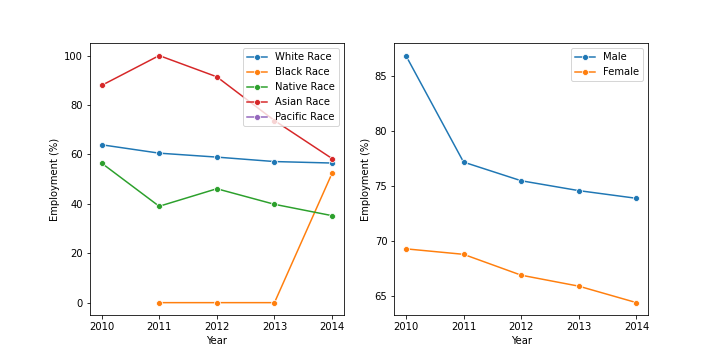 100
80
60
40
20
0
Employment (%)
2010 2011 2012 2013 2014
Year
White Race
Black Race
Native Race
Asian Race
Pacific Race
85
80
75
70
65
Employment (%)
2010 2011 2012 2013 2014
Year
Male
Female